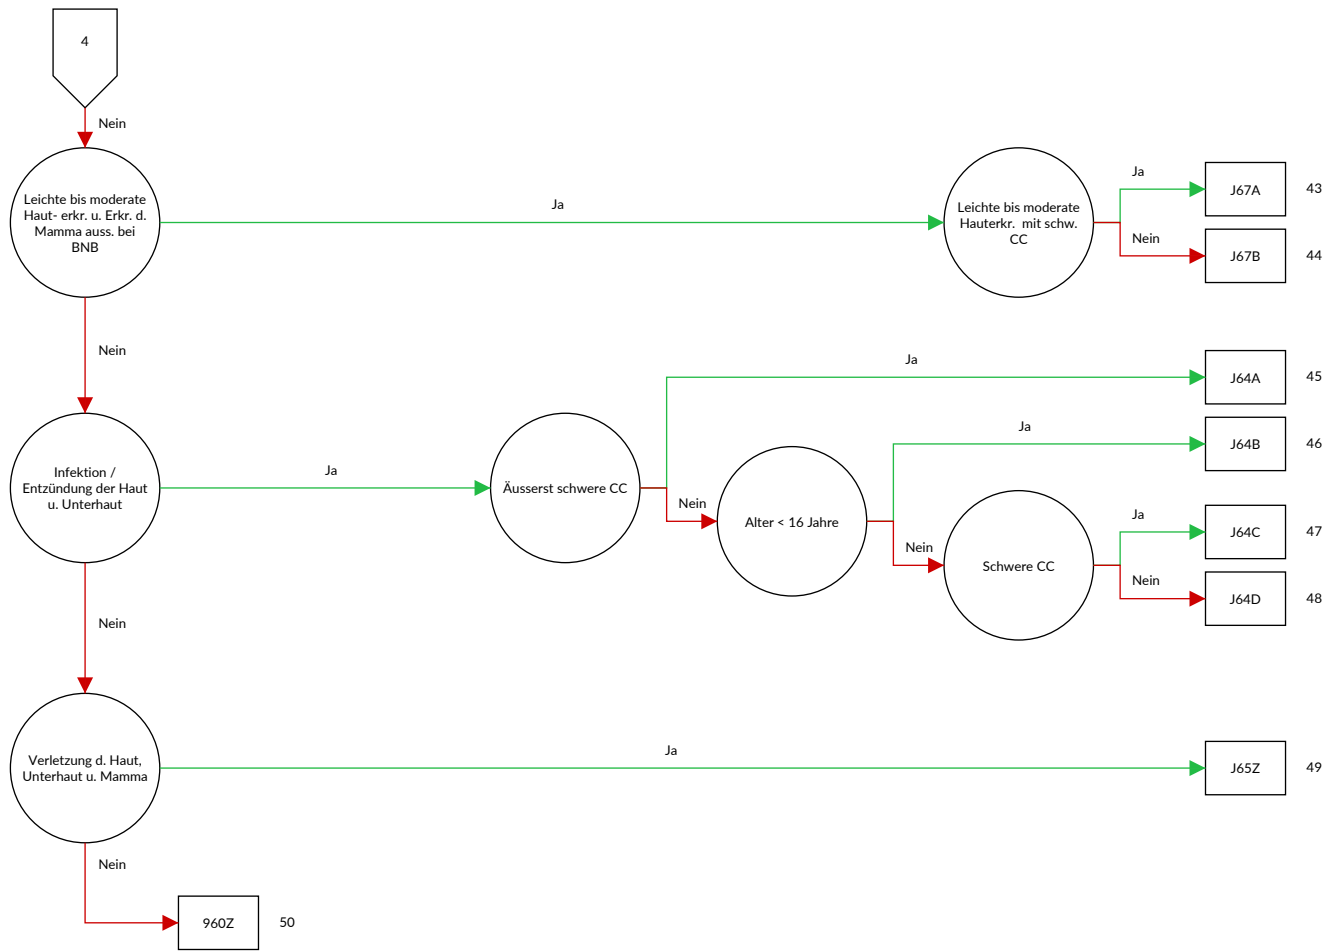 4
Nein
Leichte bis moderate
Haut- erkr. u. Erkr. d.
Mamma auss. bei
BNB
Ja
Leichte bis moderate
Hauterkr. mit schw.
CC
Ja
J67A
43
Nein
J67B
44
Nein
Ja
J64A
45
Infektion /
Entzündung der Haut
u. Unterhaut
Ja
Äusserst schwere CC
Nein
Alter < 16 Jahre
Ja
J64B
46
Nein
Schwere CC
Ja
J64C
47
Nein
J64D
48
Nein
Verletzung d. Haut,
Unterhaut u. Mamma
Ja
J65Z
49
Nein
960Z
50